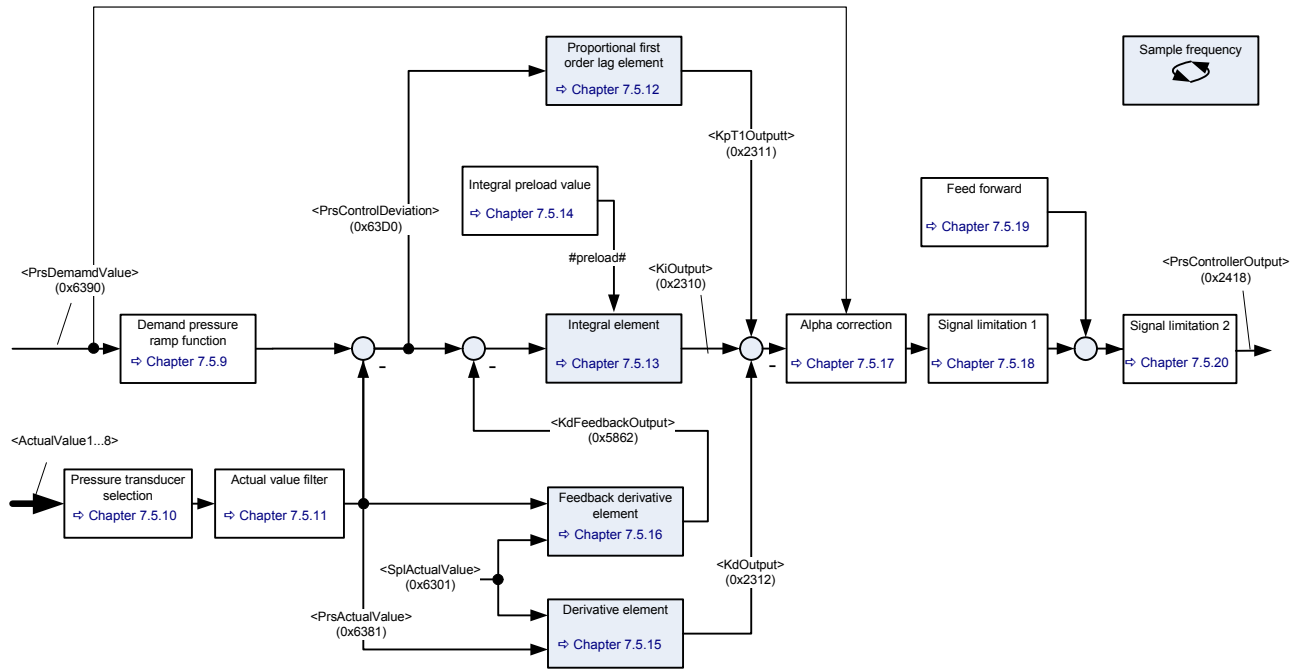 Proportional first
order lag element
⇨ Chapter 7.5.12
Sample frequency
<KpT1Outputt>
(0x2311)
Integral preload value
⇨ Chapter 7.5.14
Feed forward
⇨ Chapter 7.5.19
<PrsControlDeviation>
(0x63D0)
#preload#
<PrsDemamdValue>
(0x6390)
<KiOutput>
(0x2310)
<PrsControllerOutput>
(0x2418)
Demand pressure
ramp function
⇨ Chapter 7.5.9
Integral element
⇨ Chapter 7.5.13
Alpha correction
⇨ Chapter 7.5.17
Signal limitation 1
⇨ Chapter 7.5.18
Signal limitation 2
⇨ Chapter 7.5.20
-
-
-
<KdFeedbackOutput>
(0x5862)
<ActualValue1...8>
Pressure transducer
selection
⇨ Chapter 7.5.10
Actual value filter
⇨ Chapter 7.5.11
Feedback derivative
element
⇨ Chapter 7.5.16
<SplActualValue>
(0x6301)
<KdOutput>
(0x2312)
<PrsActualValue>
(0x6381)
Derivative element
⇨ Chapter 7.5.15